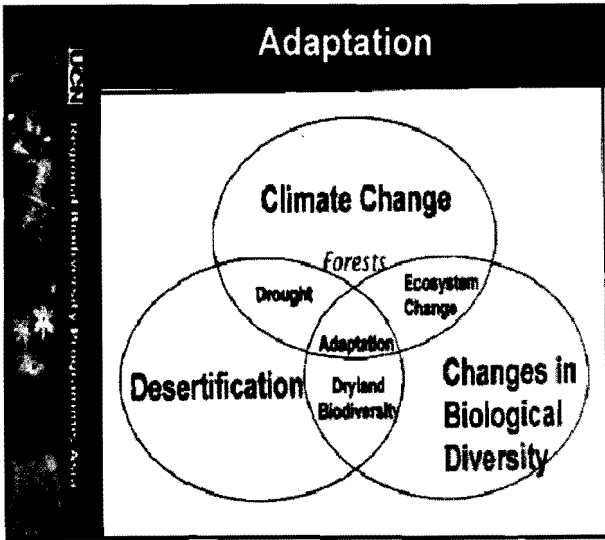 Adaptation
IUCN Regional Biodiversity Programme, Asia
Climate Change
Forests
Drought
Ecosystem
Change
Adaptation
Desertification
Dryland
Biodiversity
Changes in
Biological
Diversity